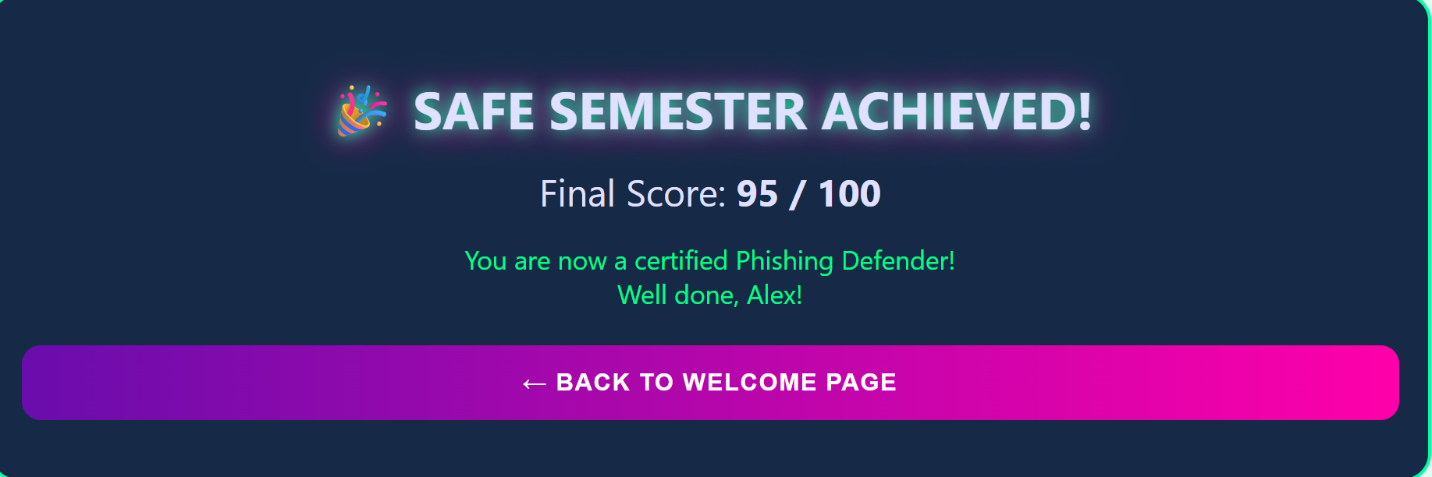 🎉 SAFE SEMESTER ACHIEVED!
Final Score: 95 / 100
You are now a certified Phishing Defender!
Well done, Alex!
← BACK TO WELCOME PAGE